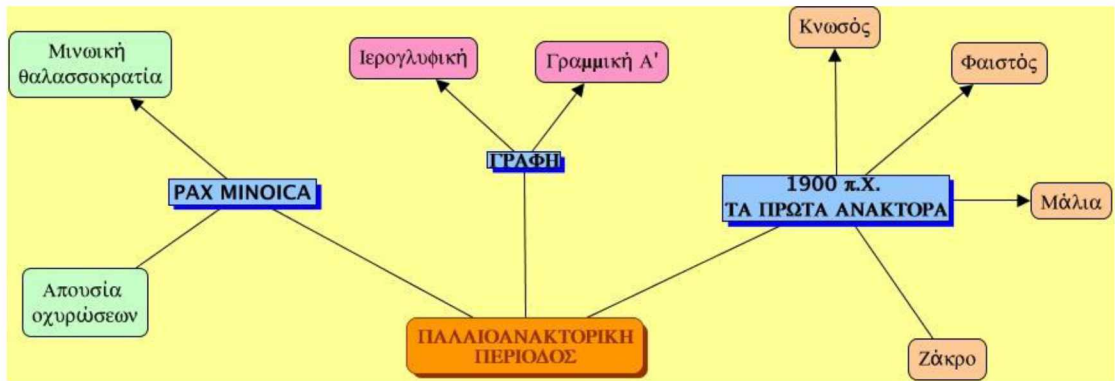 Κνωσός
Μινωική
θαλασσοκρατία
Ιερογλυφική
Γραμμική Α'
Φαιστός
ΓΡΑΦΗ
PAX MINOICA
1900 π.Χ.
ΤΑ ΠΡΩΤΑ ΑΝΑΚΤΟΡΑ
Μάλια
Απουσία
οχυρώσεων
ΠΑΛΑΙΟΑΝΑΚΤΟΡΙΚΗ
ΠΕΡΙΟΔΟΣ
Ζάκρο